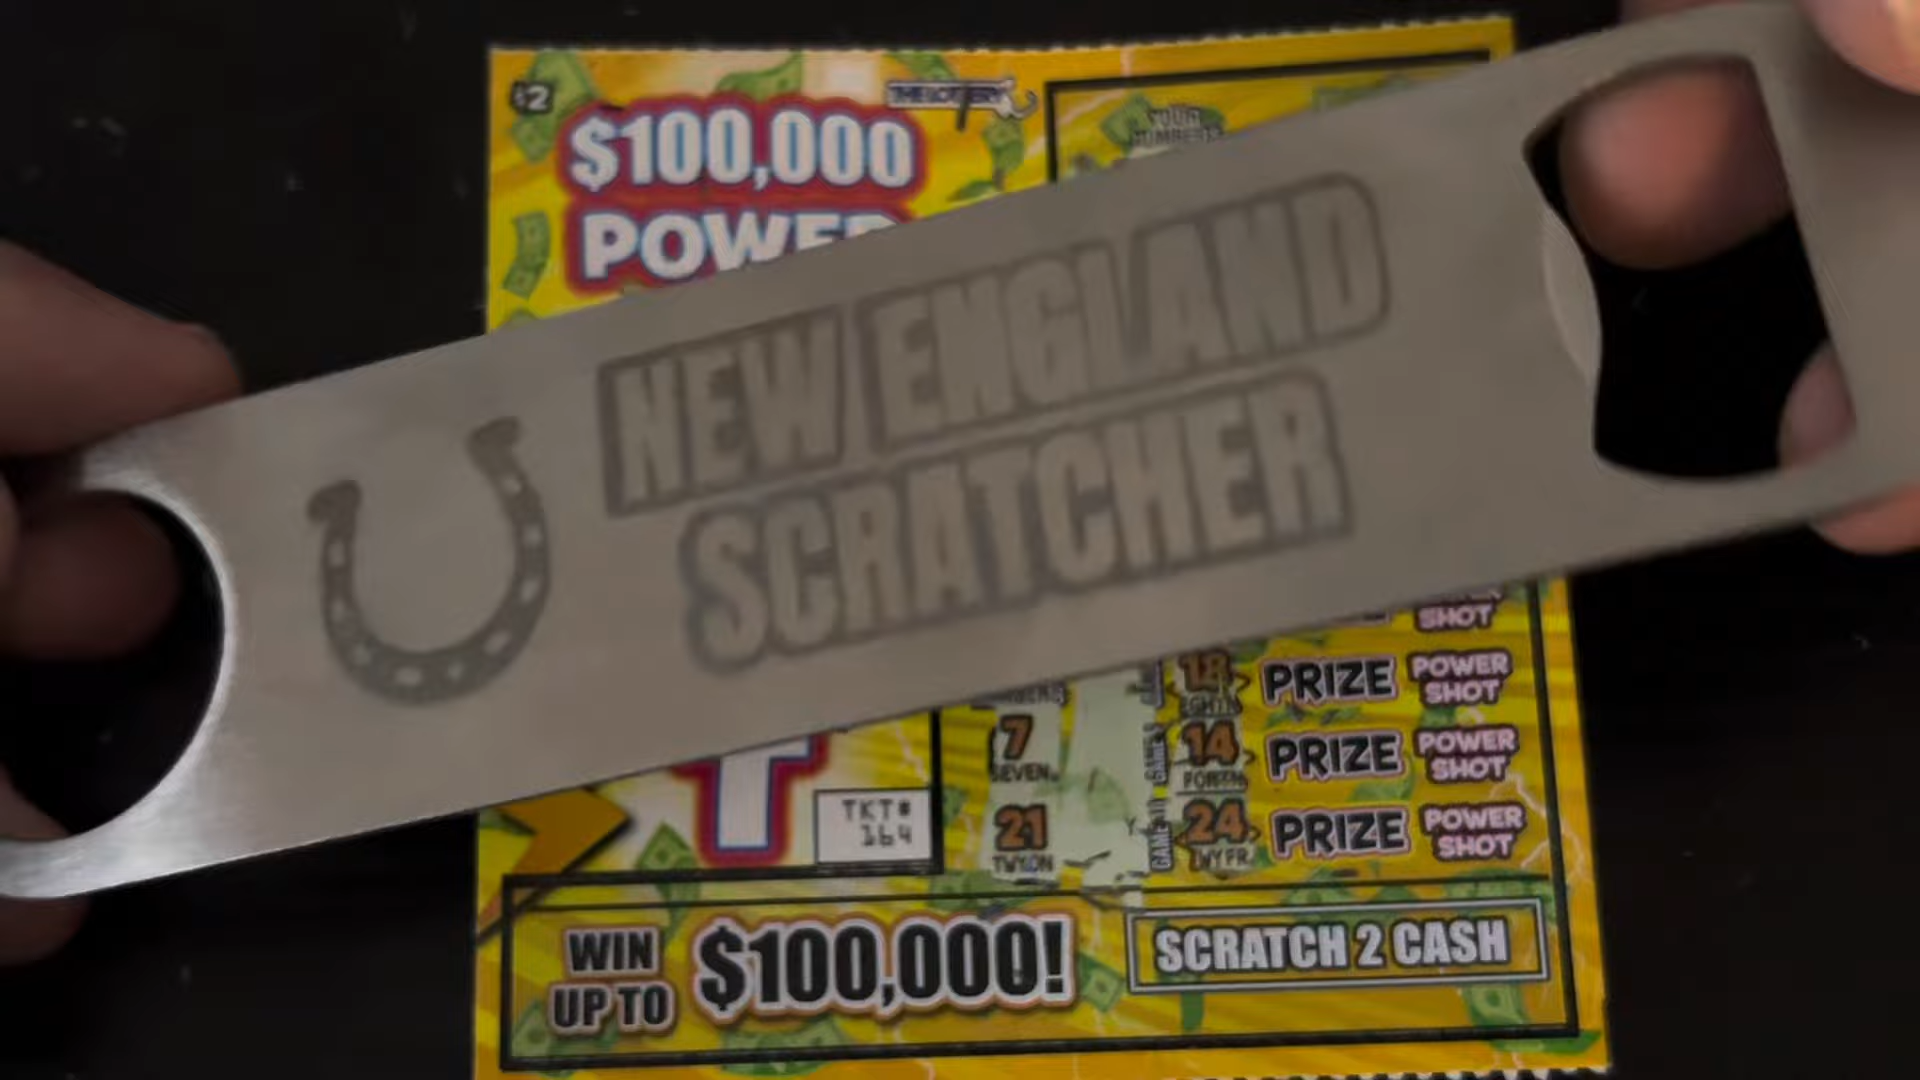 $2
THE LOTTERY
$100,000
POWER
YOUR
NUMBERS
NEW ENGLAND
SCRATCHER
SHOT
18
PRIZE
POWER
SHOT
7
SEVEN
14
PRIZE
POWER
SHOT
21
TWYON
24
TWYFR
PRIZE
POWER
SHOT
GAME
TKT#
164
WIN
UP TO
$100,000!
SCRATCH 2 CASH